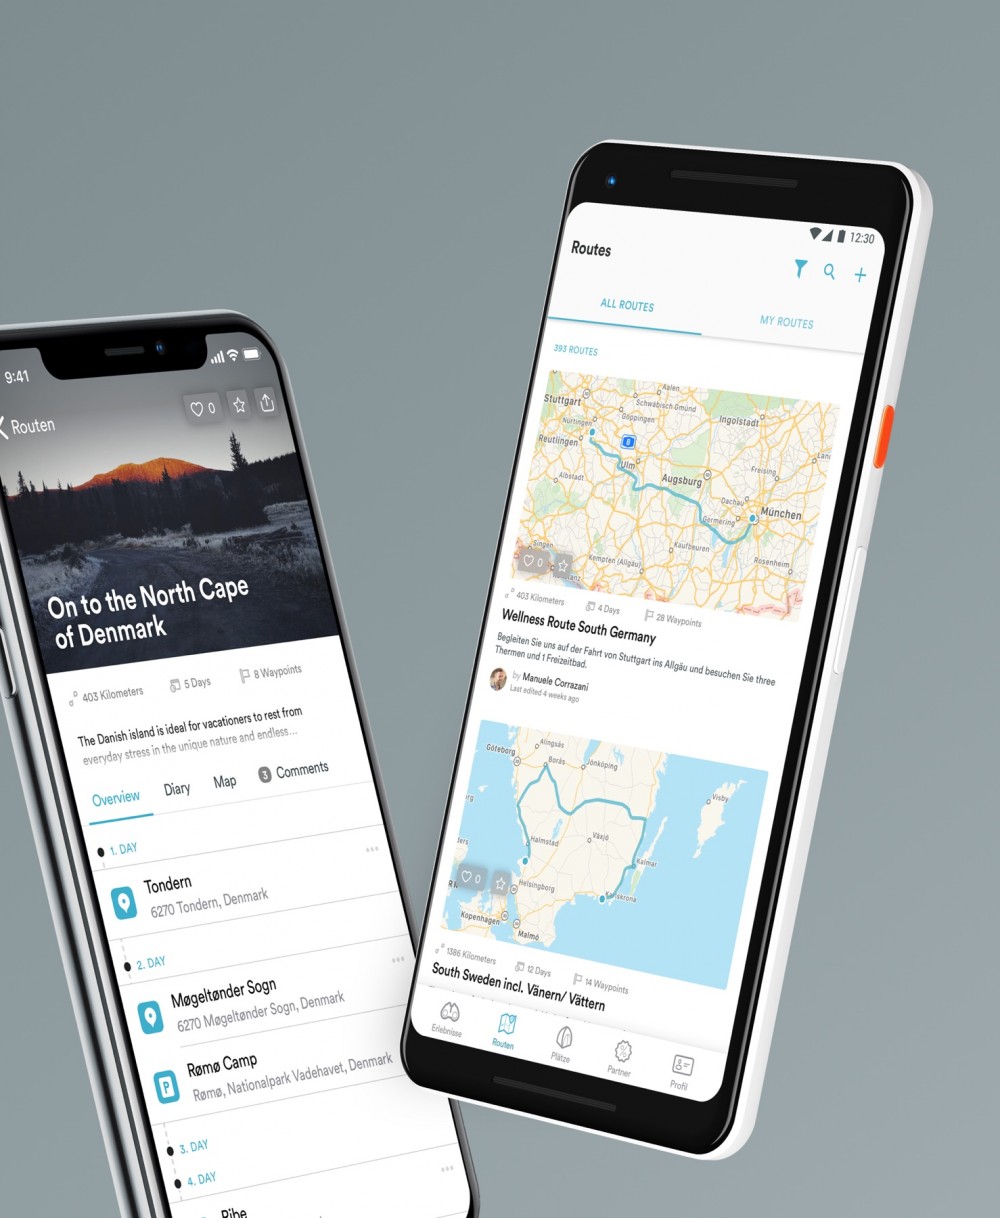 9:41
Routen
0
On to the North Cape
of Denmark
403 Kilometers
5 Days
8 Waypoints
The Danish island is ideal for vacationers to rest from
everyday stress in the unique nature and endless...
Overview
Diary
Map
3
Comments
1. DAY
Tondern
6270 Tondern, Denmark
2. DAY
Møgeltønder Sogn
6270 Møgeltønder Sogn, Denmark
P
Rømø Camp
Rømø, Nationalpark Vadehavet, Denmark
3. DAY
4. DAY
Ribe
12:30
Routes
ALL ROUTES
MY ROUTES
393 ROUTES
Aalen
Stuttgart
Schwäbisch Gmünd
Göppingen
Ingolstadt
Nürtingen
Reutlingen
8
Ulm
Freising
Albstadt
Augsburg
Dachau
München
Germering
Singen
Kaufbeuren
Kempten (Allgäu)
Rosenheim
0
403 Kilometers
4 Days
28 Waypoints
Wellness Route South Germany
Begleiten Sie uns auf der Fahrt von Stuttgart ins Allgäu und besuchen Sie three
Thermen und 1 Freizeitbad.
by Manuele Corrazani
Last edited 4 weeks ago
Alingsås
Göteborg
Borås
Jönköping
Visby
Halmstad
Växjö
Kalmar
0
Helsingborg
Karlskrona
Kopenhagen
Malmö
1386 Kilometers
12 Days
14 Waypoints
South Sweden incl. Vänern/ Vättern
Erlebnisse
Routen
Plätze
Partner
Profil